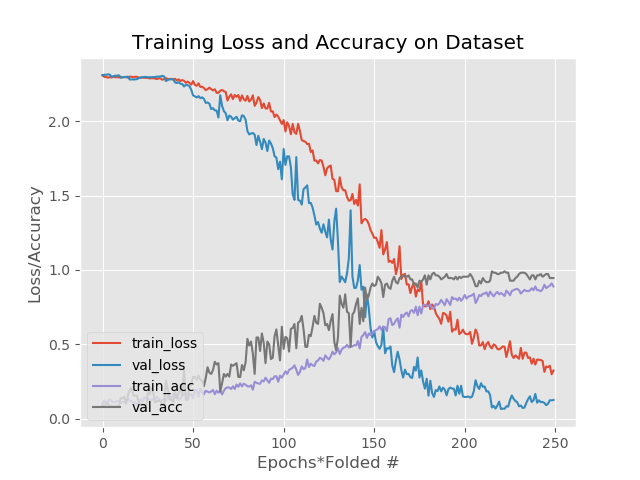 Training Loss and Accuracy on Dataset
Loss/Accuracy
2.0
1.5
1.0
0.5
0.0
train_loss
val_loss
train_acc
val_acc
0 50 100 150 200 250
Epochs*Folded #